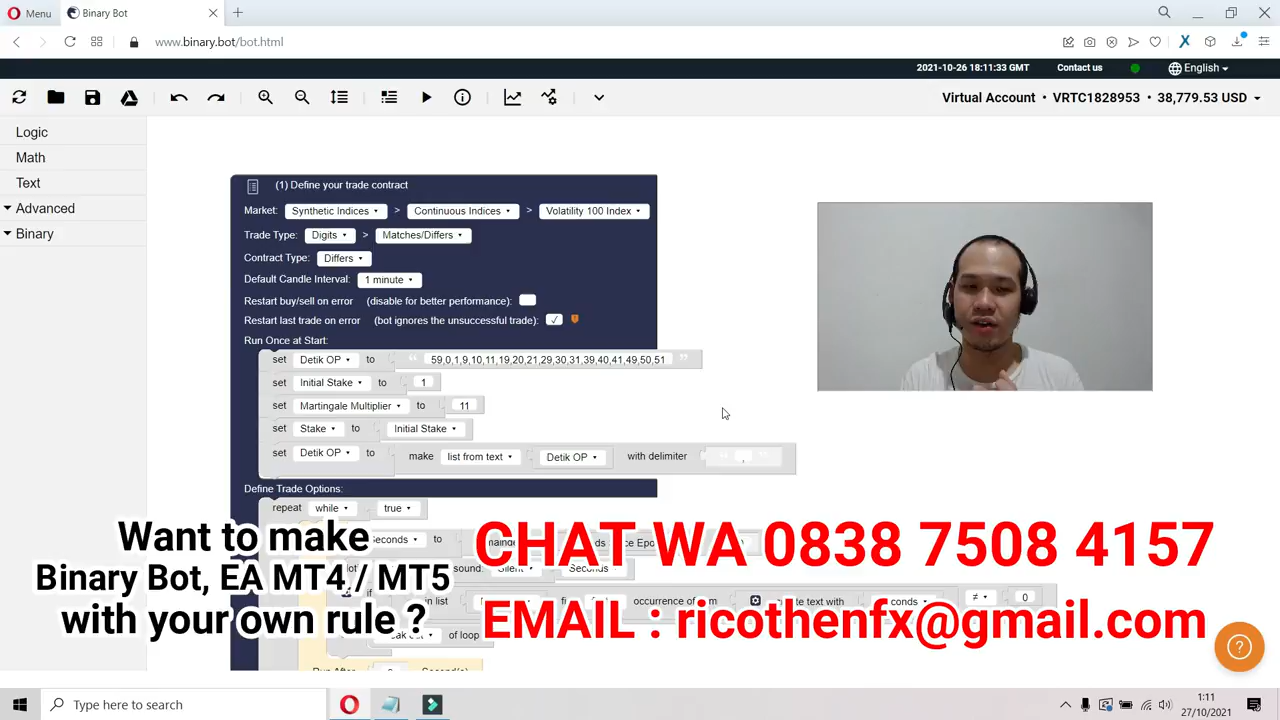 Menu
Binary Bot
www.binary.bot/bot.html
2021-10-26 18:11:33 GMT
Contact us
English
Virtual Account • VRTC1828953 • 38,779.53 USD
Logic
Math
Text
Advanced
Binary
(1) Define your trade contract
Market: Synthetic Indices > Continuous Indices > Volatility 100 Index
Trade Type: Digits > Matches/Differs
Contract Type: Differs
Default Candle Interval: 1 minute
Restart buy/sell on error (disable for better performance):
Restart last trade on error (bot ignores the unsuccessful trade):
Run Once at Start:
set Detik OP to “ 59,0,1,9,10,11,19,20,21,29,30,31,39,40,41,49,50,51 ”
set Initial Stake to 1
set Martingale Multiplier to 11
set Stake to Initial Stake
set Detik OP to make list from text Detik OP with delimiter “ , ”
Define Trade Options:
repeat while true
to
sound: Silent
if in list occurrence of
text with ≠ 0
of loop
Want to make
Binary Bot, EA MT4 / MT5
with your own rule ?
CHAT WA 0838 7508 4157
EMAIL : ricothenfx@gmail.com
Type here to search
1:11
27/10/2021